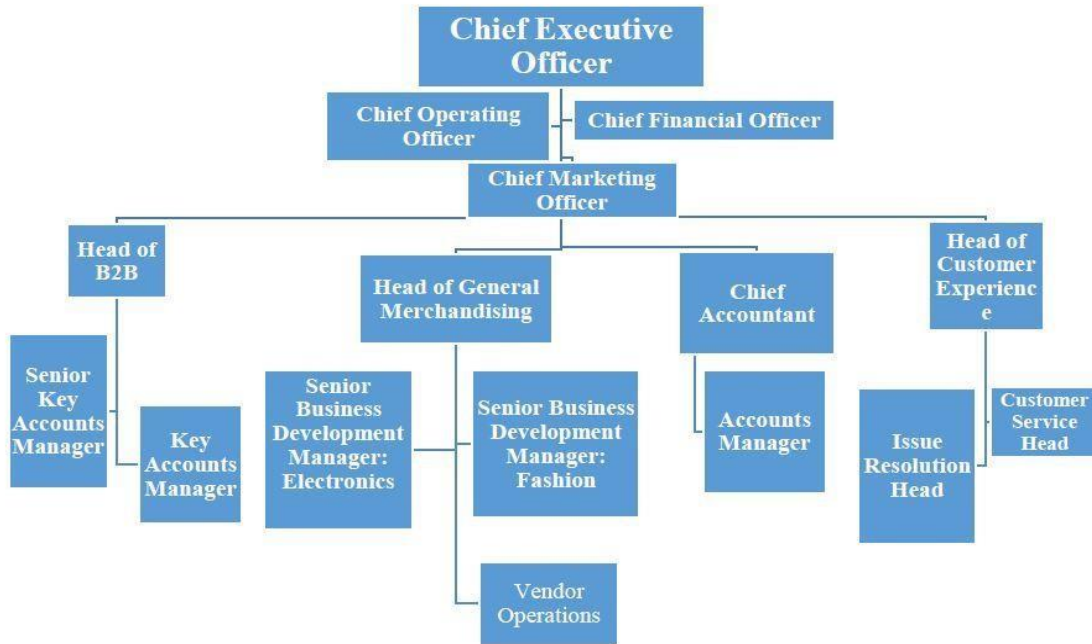 Chief Executive
Officer
Chief Operating
Officer
Chief Financial Officer
Chief Marketing
Officer
Head of
B2B
Head of General
Merchandising
Chief
Accountant
Head of
Customer
Experienc
e
Senior
Key
Accounts
Manager
Key
Accounts
Manager
Senior
Business
Development
Manager:
Electronics
Senior Business
Development
Manager:
Fashion
Vendor
Operations
Accounts
Manager
Issue
Resolution
Head
Customer
Service
Head